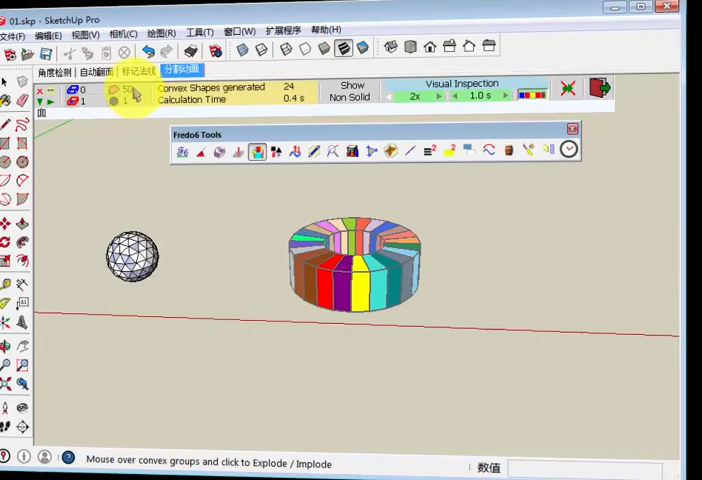 01.skp - SketchUp Pro
文件(F) 编辑(E) 视图(V) 相机(C) 绘图(R) 工具(T) 窗口(W) 扩展程序 帮助(H)
角度检测 自动翻面 标记法线 分割动画
0 50 Convex Shapes generated 24 Show Visual Inspection
1 1 Calculation Time 0.4 s Non Solid 2x 1.0 s
面
Fredo6 Tools
Mouse over convex groups and click to Explode / Implode 数值